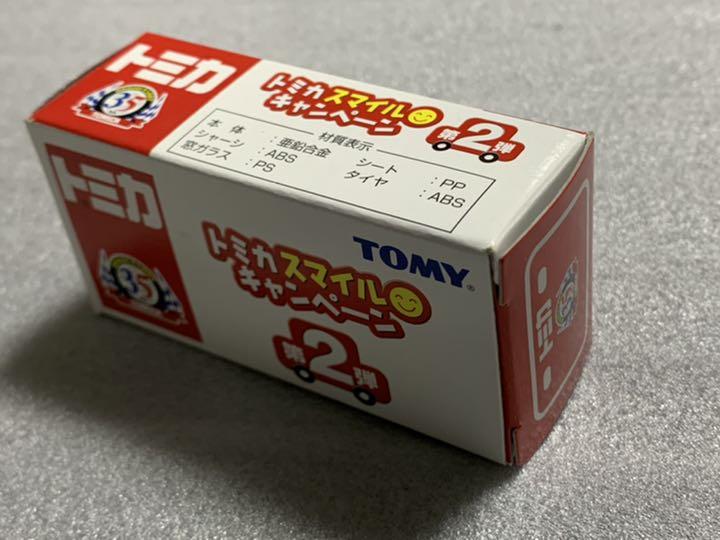 トミカ
35
トミカスマイル
キャンペーン
第2弾
材質表示
本体:亜鉛合金 シート:PP
シャーシ:ABS タイヤ:ABS
窓ガラス:PS
トミカ
35
TOMY®
トミカスマイル
キャンペーン
第2弾
トミカ
35